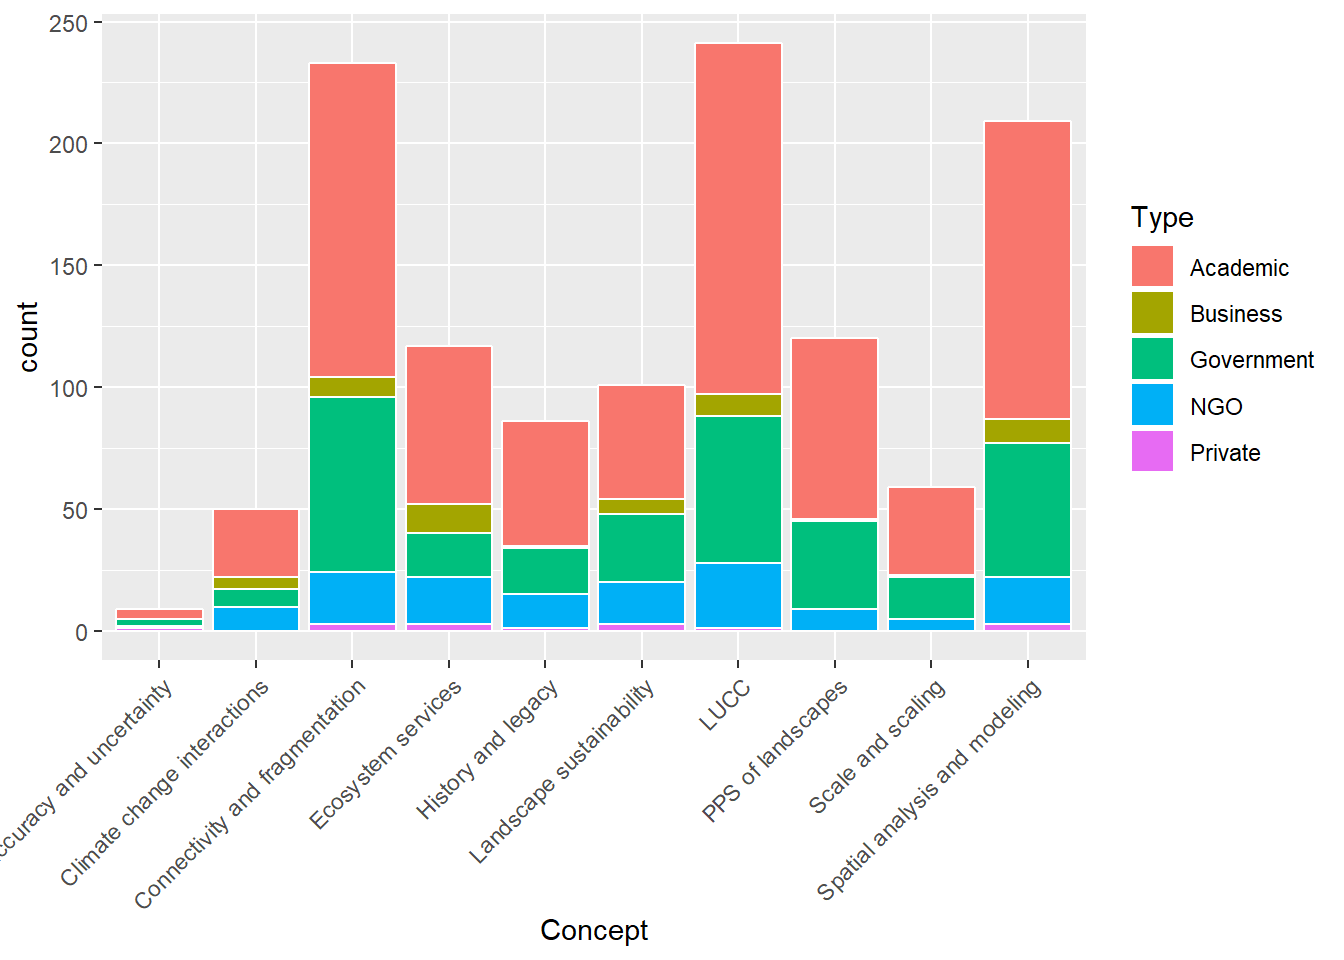 250
200
150
100
50
0
count
and uncertainty
Climate change interactions
Connectivity and fragmentation
Ecosystem services
History and legacy
Landscape sustainability
LUCC
PPS of landscapes
Scale and scaling
Spatial analysis and modeling
Concept
Type
Academic
Business
Government
NGO
Private